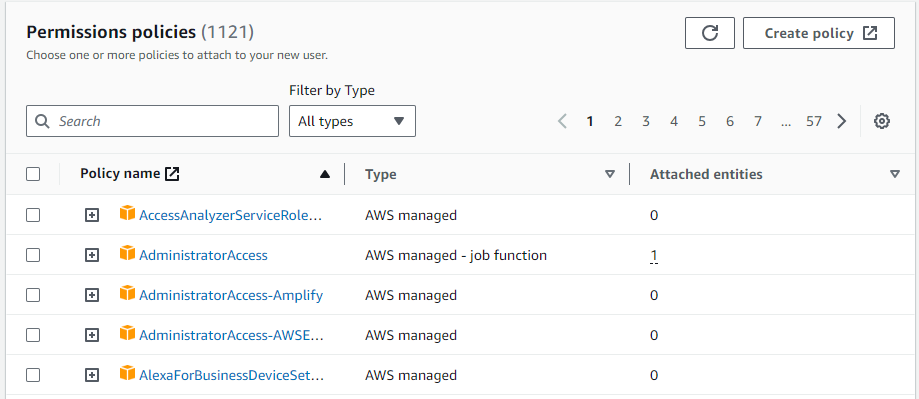 Permissions policies (1121)
Create policy
Choose one or more policies to attach to your new user.
Filter by Type
Search
All types
1 2 3 4 5 6 7 ... 57
Policy name Type Attached entities
AccessAnalyzerServiceRole... AWS managed 0
AdministratorAccess AWS managed - job function 1
AdministratorAccess-Amplify AWS managed 0
AdministratorAccess-AWSE... AWS managed 0
AlexaForBusinessDeviceSet... AWS managed 0